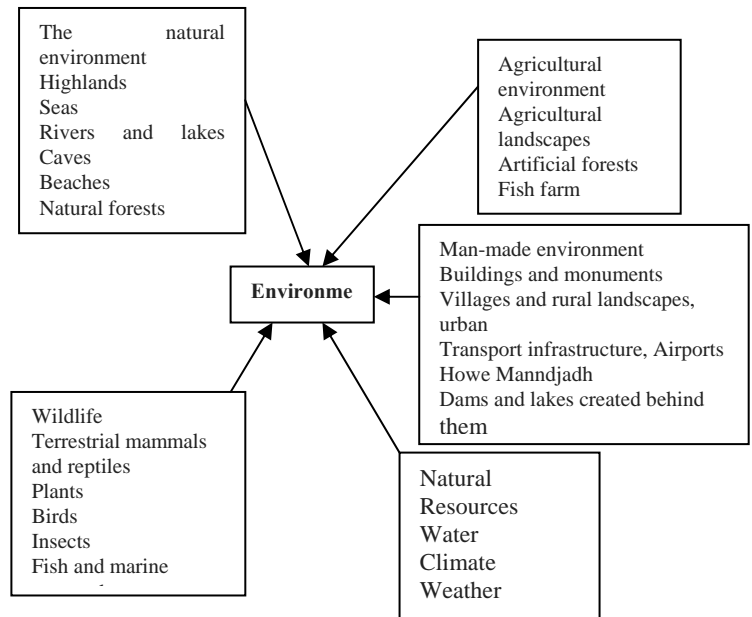 The natural
environment
Highlands
Seas
Rivers and lakes
Caves
Beaches
Natural forests
Agricultural
environment
Agricultural
landscapes
Artificial forests
Fish farm
Environme
Man-made environment
Buildings and monuments
Villages and rural landscapes,
urban
Transport infrastructure, Airports
Howe Manndjadh
Dams and lakes created behind
them
Wildlife
Terrestrial mammals
and reptiles
Plants
Birds
Insects
Fish and marine
Natural
Resources
Water
Climate
Weather